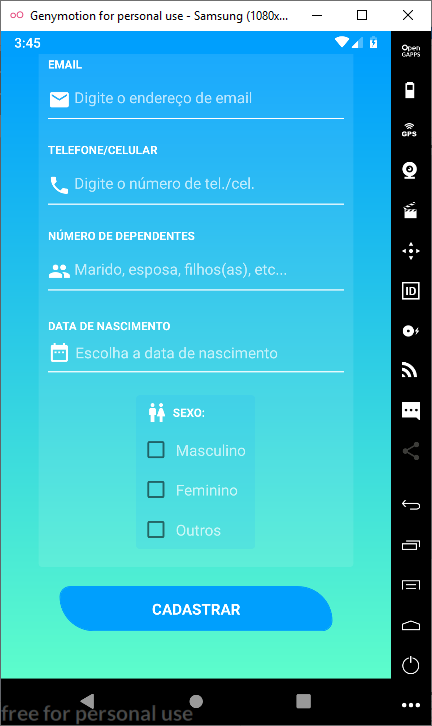 Genymotion for personal use - Samsung (1080x...
3:45
Open
GAPPS
EMAIL
Digite o endereço de email
GPS
TELEFONE/CELULAR
Digite o número de tel./cel.
NÚMERO DE DEPENDENTES
Marido, esposa, filhos(as), etc...
ID
DATA DE NASCIMENTO
Escolha a data de nascimento
SEXO:
Masculino
Feminino
Outros
CADASTRAR
free for personal use